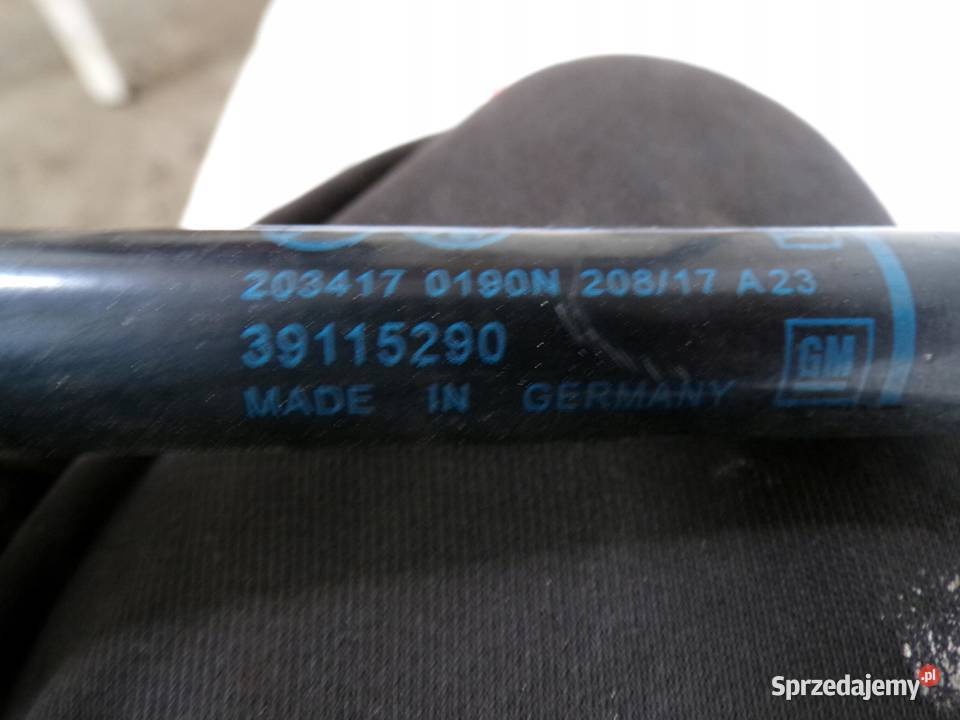 203417 0190N 208/17 A23
39115290
MADE IN GERMANY
GM
Sprzedajemy.pl